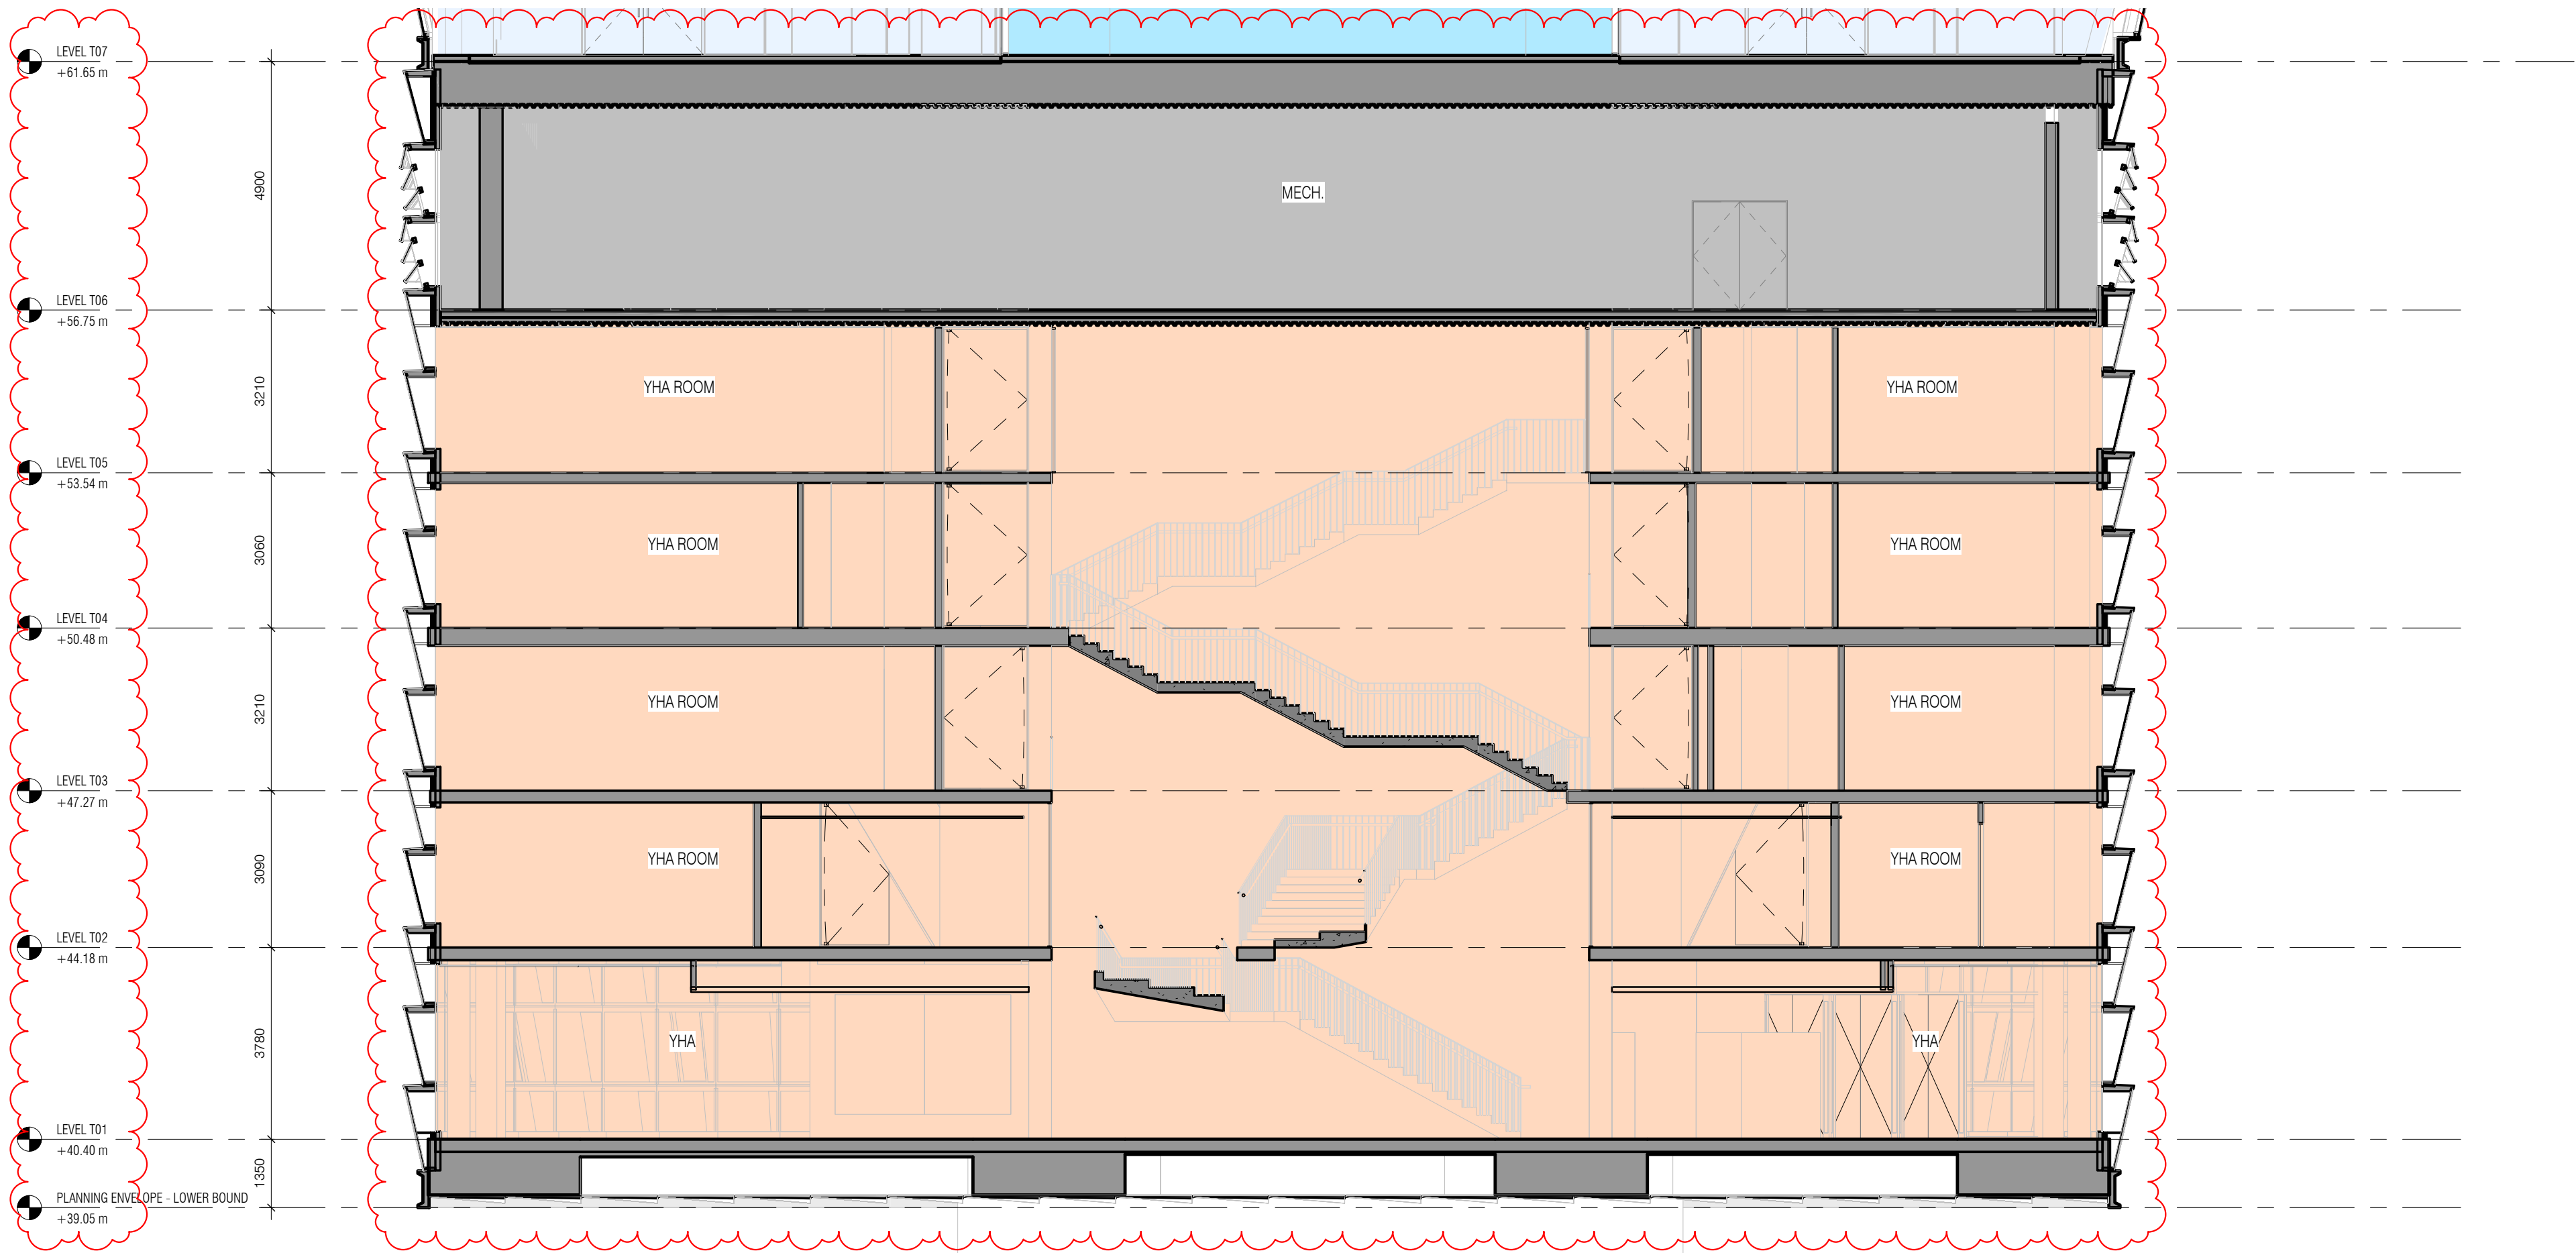 LEVEL T07
+61.65 m
4900
MECH.
LEVEL T06
+56.75 m
3210
YHA ROOM
YHA ROOM
LEVEL T05
+53.54 m
3060
YHA ROOM
YHA ROOM
LEVEL T04
+50.48 m
3210
YHA ROOM
YHA ROOM
LEVEL T03
+47.27 m
3090
YHA ROOM
YHA ROOM
LEVEL T02
+44.18 m
3780
YHA
YHA
LEVEL T01
+40.40 m
1350
PLANNING ENVELOPE - LOWER BOUND
+39.05 m